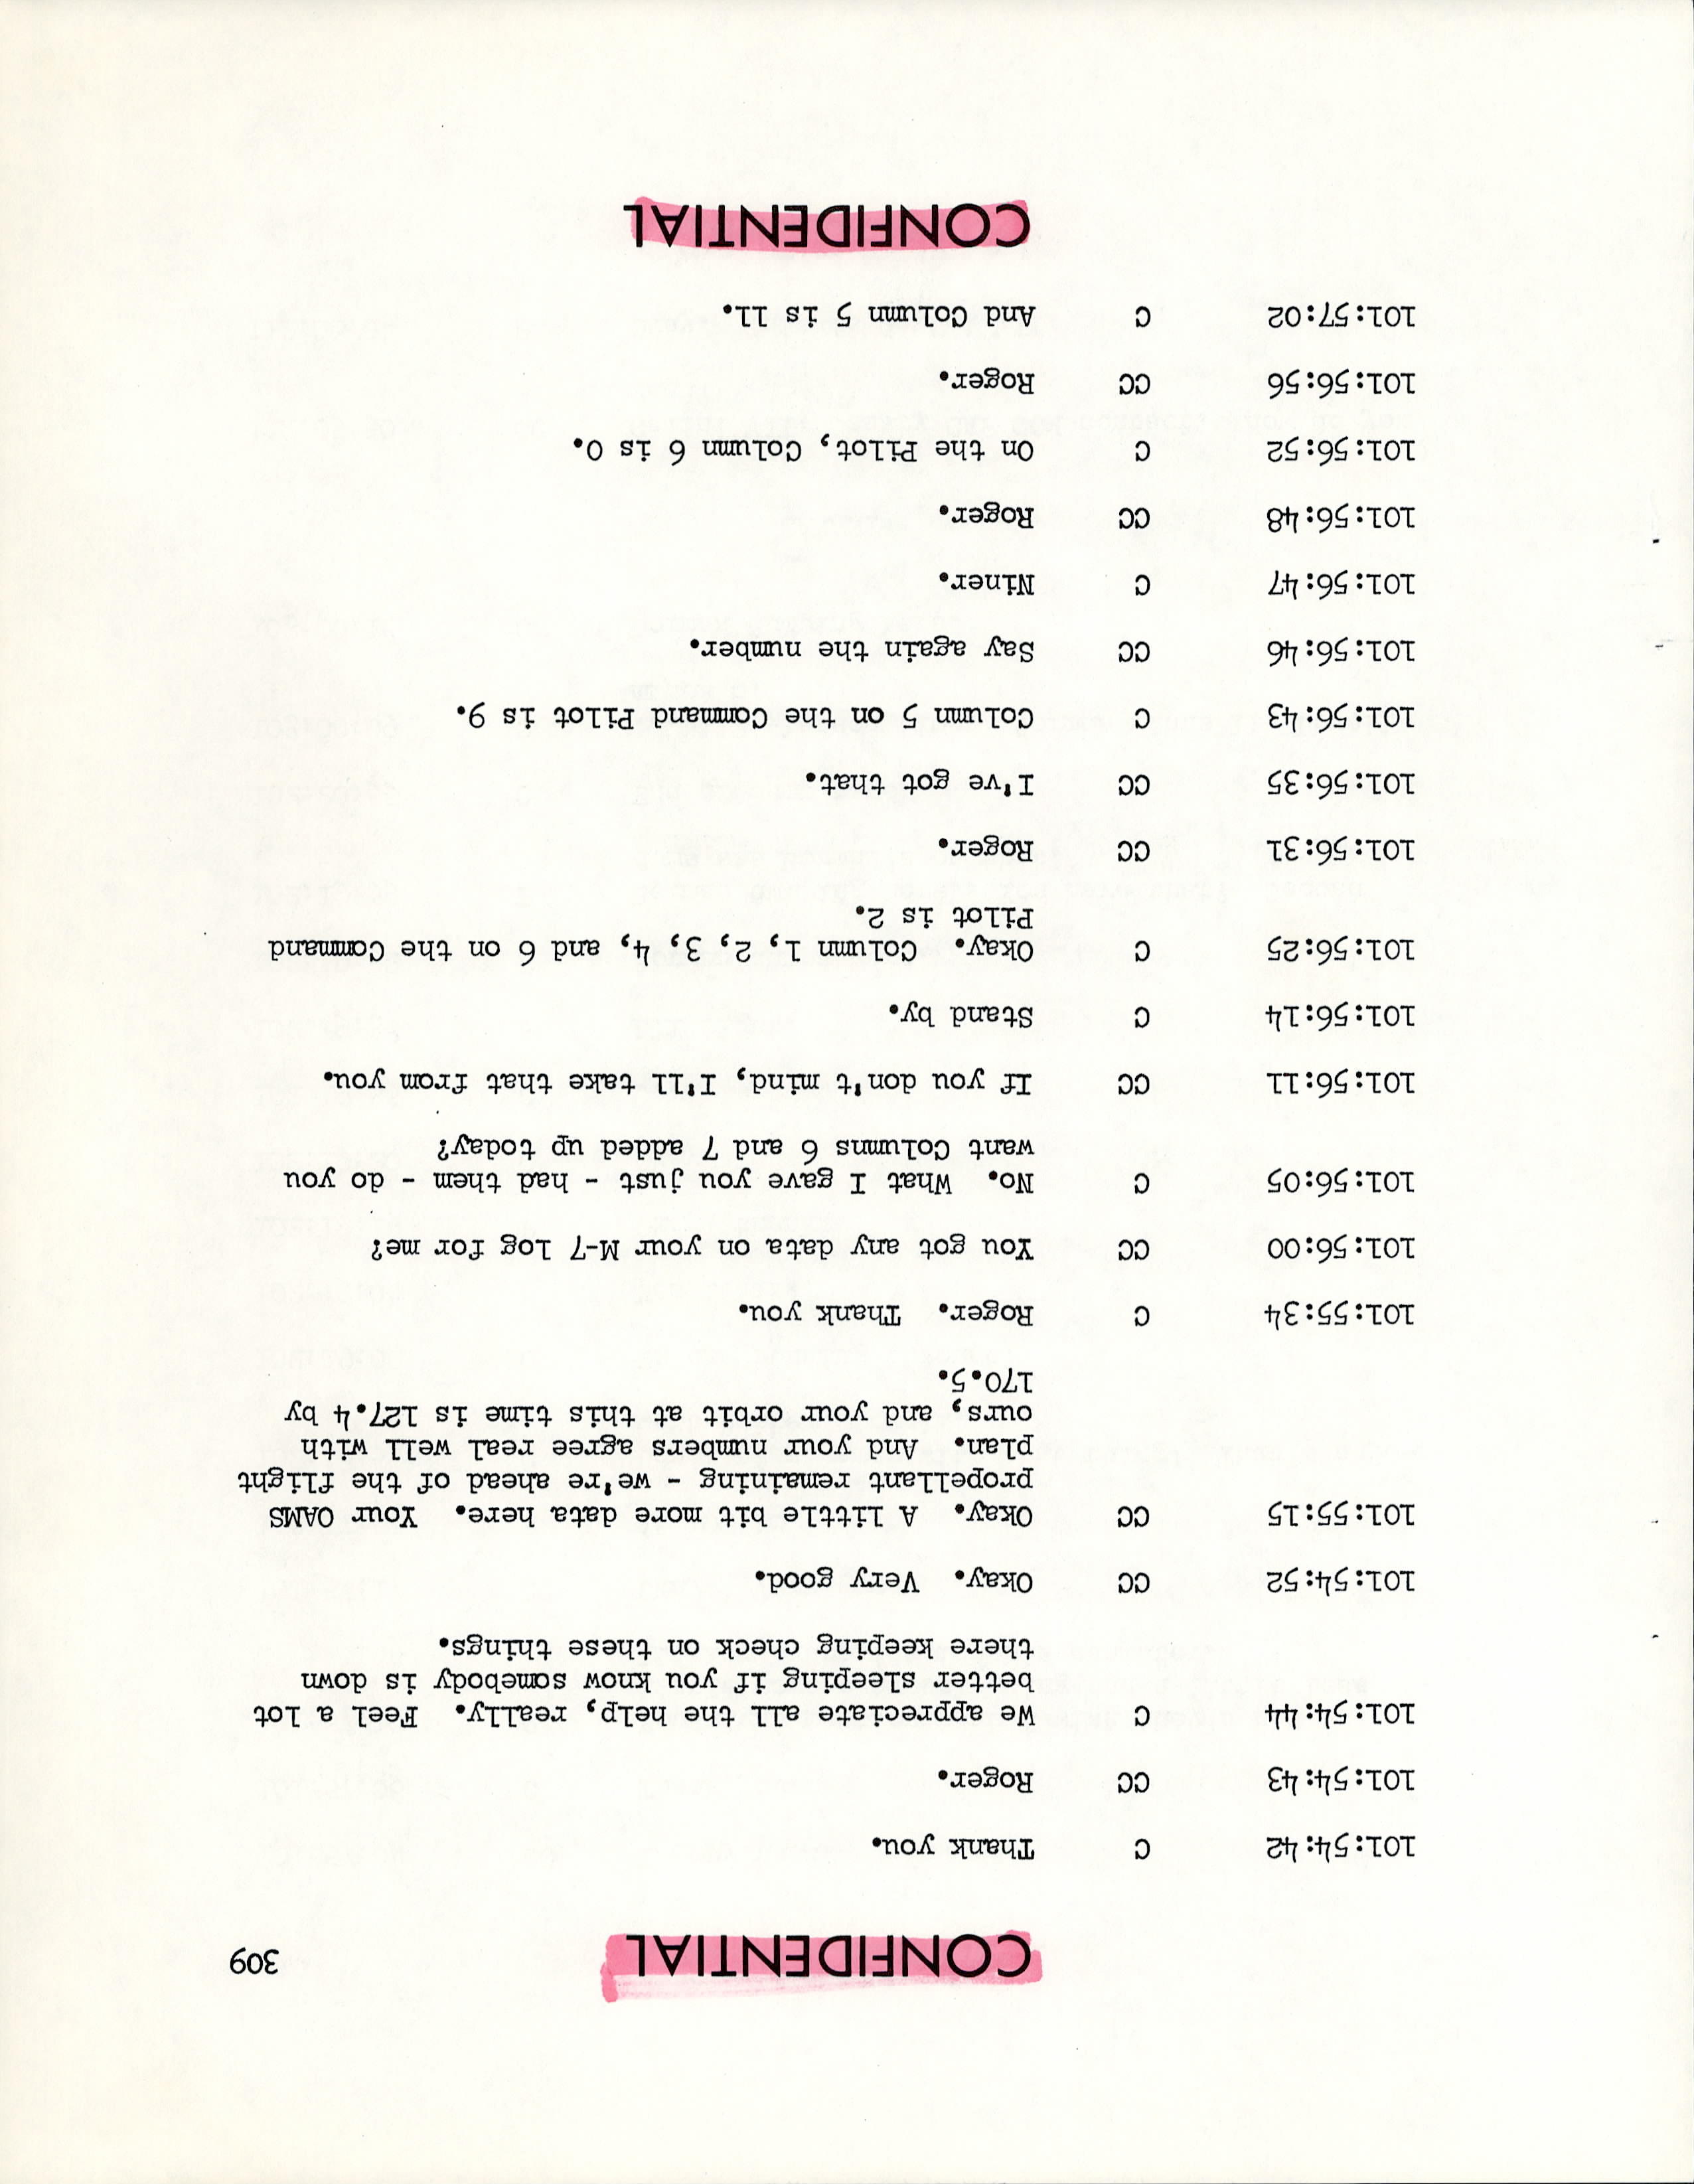 CONFIDENTIAL 309
101:54:42 C Thank you.
101:54:43 CC Roger.
101:54:44 C We appreciate all the help, really. Feel a lot
better sleeping if you know somebody is down
there keeping check on these things.
101:54:52 CC Okay. Very good.
101:55:15 CC Okay. A little bit more data here. Your OAMS
propellant remaining - we're ahead of the flight
plan. And your numbers agree real well with
ours, and your orbit at this time is 127.4 by
170.5.
101:55:34 C Roger. Thank you.
101:56:00 CC You got any data on your M-7 log for me?
101:56:05 C No. What I gave you just - had them - do you
want Columns 6 and 7 added up today?
101:56:11 CC If you don't mind, I'll take that from you.
101:56:14 C Stand by.
101:56:25 C Okay. Column 1, 2, 3, 4, and 6 on the Command
Pilot is 2.
101:56:31 CC Roger.
101:56:35 CC I've got that.
101:56:43 C Column 5 on the Command Pilot is 9.
101:56:46 CC Say again the number.
101:56:47 C Niner.
101:56:48 CC Roger.
101:56:52 C On the Pilot, Column 6 is 0.
101:56:56 CC Roger.
101:57:02 C And Column 5 is 11.
CONFIDENTIAL